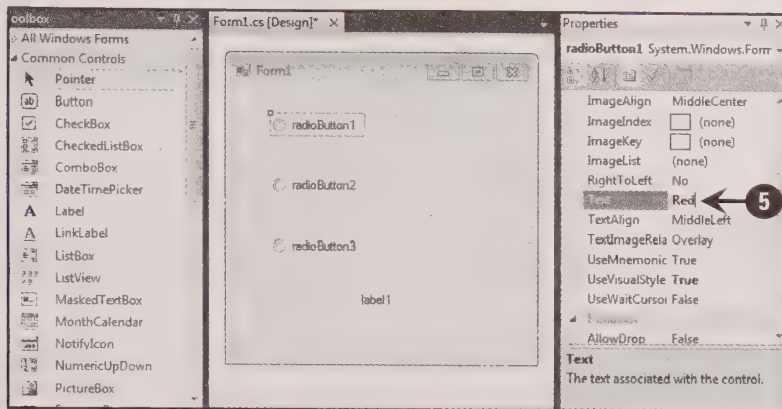 oolbox
All Windows Forms
Common Controls
Pointer
Button
CheckBox
CheckedListBox
ComboBox
DateTimePicker
Label
LinkLabel
ListBox
ListView
MaskedTextBox
MonthCalendar
NotifyIcon
NumericUpDown
PictureBox
Form1.cs [Design]*
Form1
radioButton1
radioButton2
radioButton3
label1
Properties
radioButton1 System.Windows.Forr
ImageAlign MiddleCenter
ImageIndex (none)
ImageKey (none)
ImageList (none)
RightToLeft No
Text Red
5
TextAlign MiddleLeft
TextImageRela Overlay
UseMnemonic True
UseVisualStyle True
UseWaitCursor False
AllowDrop False
Text
The text associated with the control.